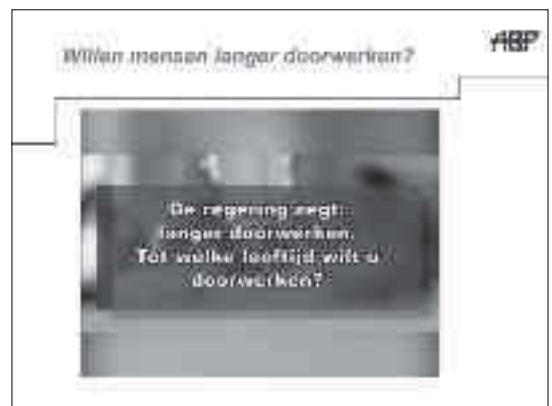 Willen mensen langer doorwerken?
ABP
De regering zegt:
langer doorwerken.
Tot welke leeftijd wilt u
doorwerken?